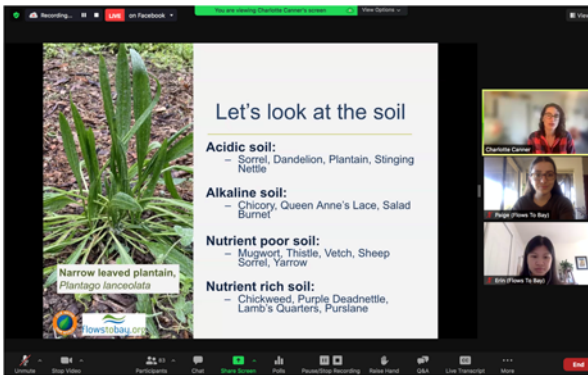 Recording...
LIVE
on Facebook
You are viewing Charlotte Canner's screen
View Options
View
Let's look at the soil
Acidic soil:
– Sorrel, Dandelion, Plantain, Stinging
Nettle
Alkaline soil:
– Chicory, Queen Anne's Lace, Salad
Burnet
Nutrient poor soil:
– Mugwort, Thistle, Vetch, Sheep
Sorrel, Yarrow
Nutrient rich soil:
– Chickweed, Purple Deadnettle,
Lamb's Quarters, Purslane
Narrow leaved plantain,
Plantago lanceolata
Flowstobay.org
Charlotte Canner
Paige (Flows To Bay)
Erin (Flows To Bay)
Unmute
Stop Video
Participants
83
Chat
Share Screen
Polls
Pause/Stop Recording
Raise Hand
Q&A
Live Transcript
More
End